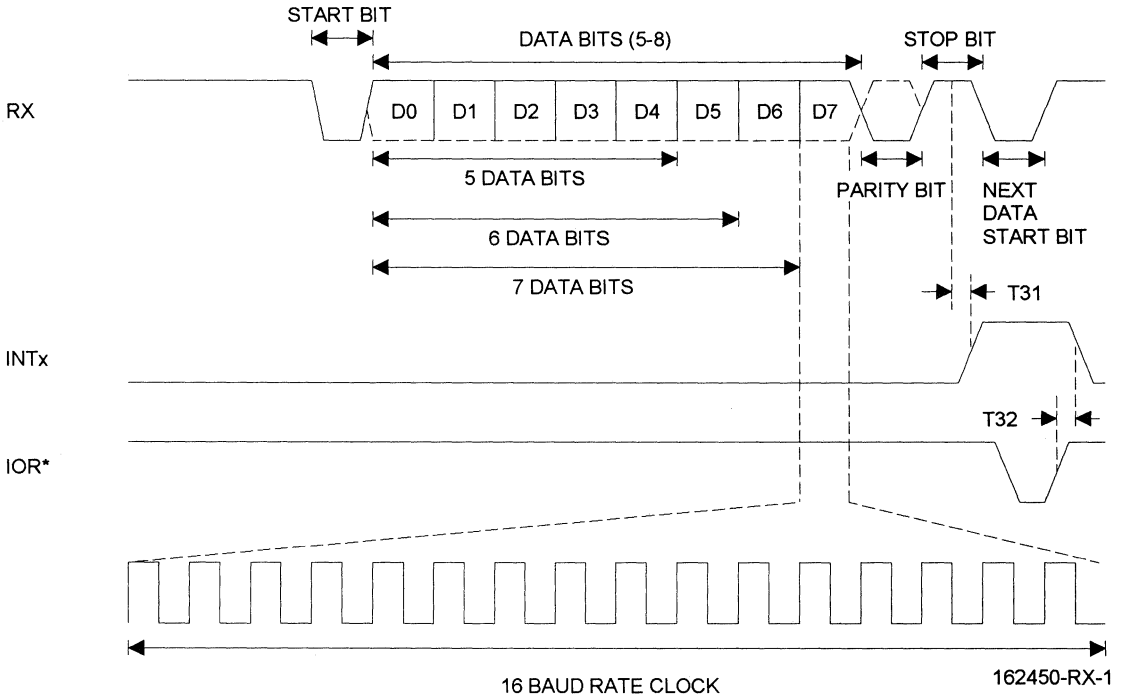 START BIT
DATA BITS (5-8)
STOP BIT
RX
D0 D1 D2 D3 D4 D5 D6 D7
5 DATA BITS
PARITY BIT
NEXT
DATA
START BIT
6 DATA BITS
7 DATA BITS
T31
INTx
T32
IOR*
16 BAUD RATE CLOCK
162450-RX-1